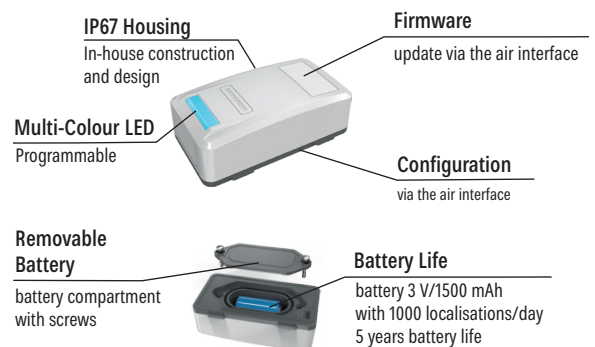 IP67 Housing
In-house construction
and design
Firmware
update via the air interface
Multi-Colour LED
Programmable
Configuration
via the air interface
Removable
Battery
battery compartment
with screws
Battery Life
battery 3 V/1500 mAh
with 1000 localisations/day
5 years battery life